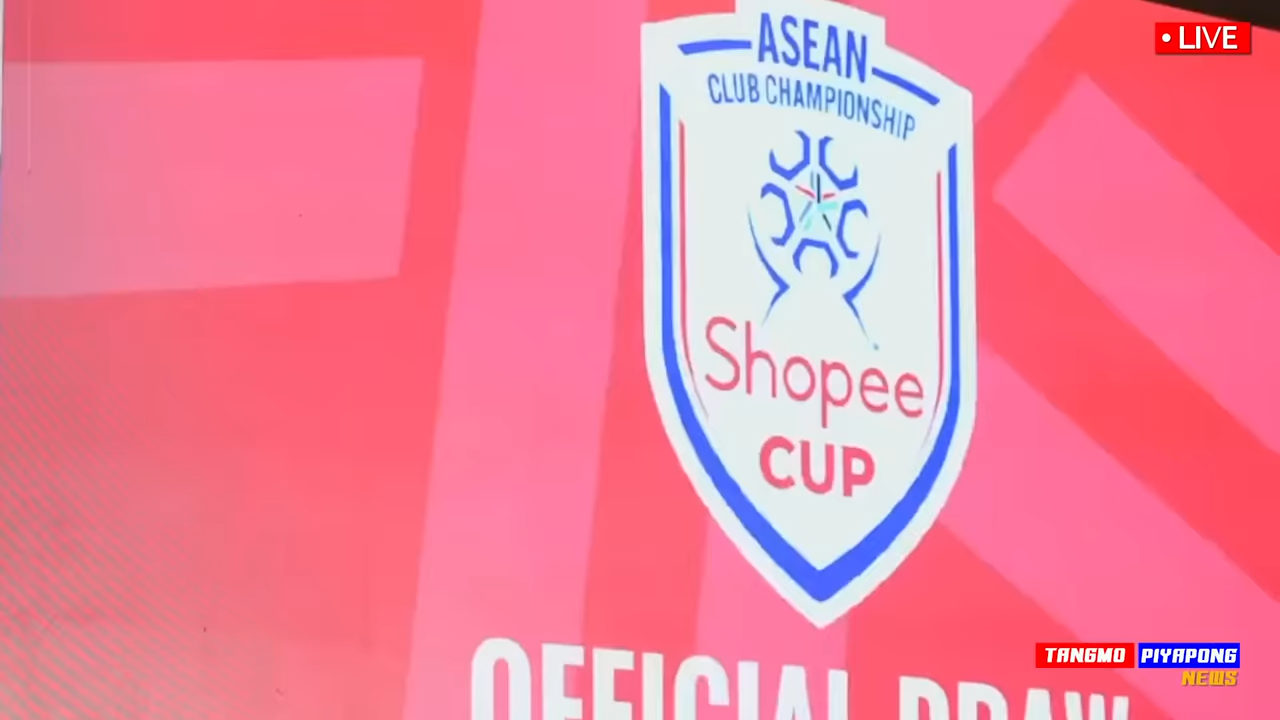 LIVE
ASEAN
CLUB CHAMPIONSHIP
Shopee
CUP
OFFICIAL DRAW
TANGMO PIYAPONG
NEWS